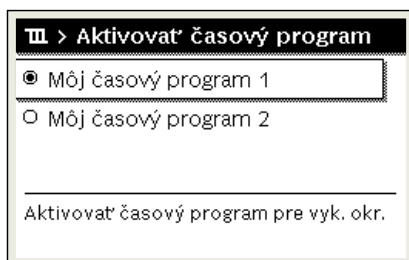 > Aktivovať časový program
Môj časový program 1
Môj časový program 2
Aktivovať časový program pre vyk. okr.